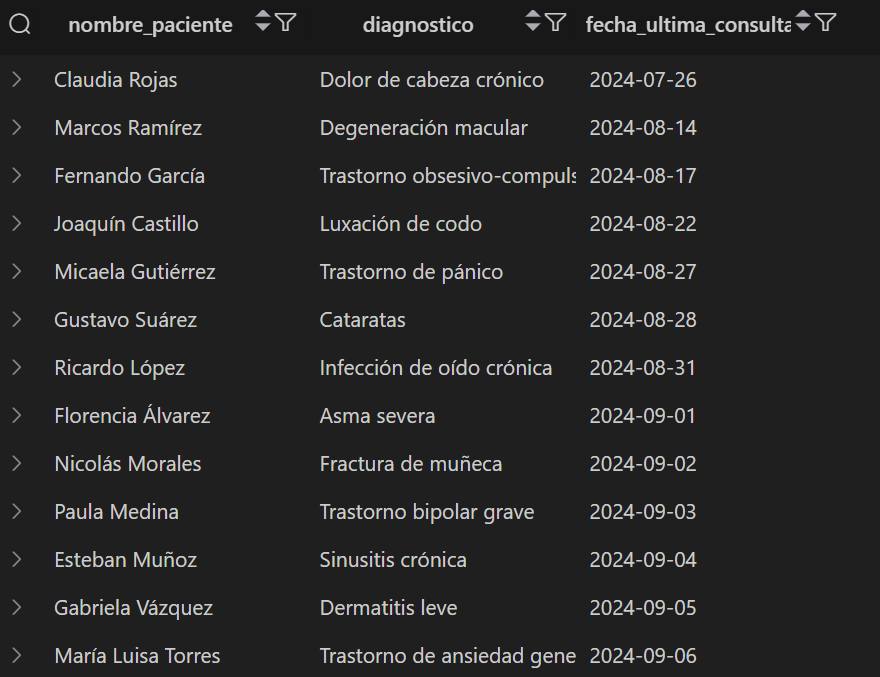 nombre_paciente diagnostico fecha_ultima_consulta
Claudia Rojas Dolor de cabeza crónico 2024-07-26
Marcos Ramírez Degeneración macular 2024-08-14
Fernando García Trastorno obsesivo-compuls 2024-08-17
Joaquín Castillo Luxación de codo 2024-08-22
Micaela Gutiérrez Trastorno de pánico 2024-08-27
Gustavo Suárez Cataratas 2024-08-28
Ricardo López Infección de oído crónica 2024-08-31
Florencia Álvarez Asma severa 2024-09-01
Nicolás Morales Fractura de muñeca 2024-09-02
Paula Medina Trastorno bipolar grave 2024-09-03
Esteban Muñoz Sinusitis crónica 2024-09-04
Gabriela Vázquez Dermatitis leve 2024-09-05
María Luisa Torres Trastorno de ansiedad gene 2024-09-06